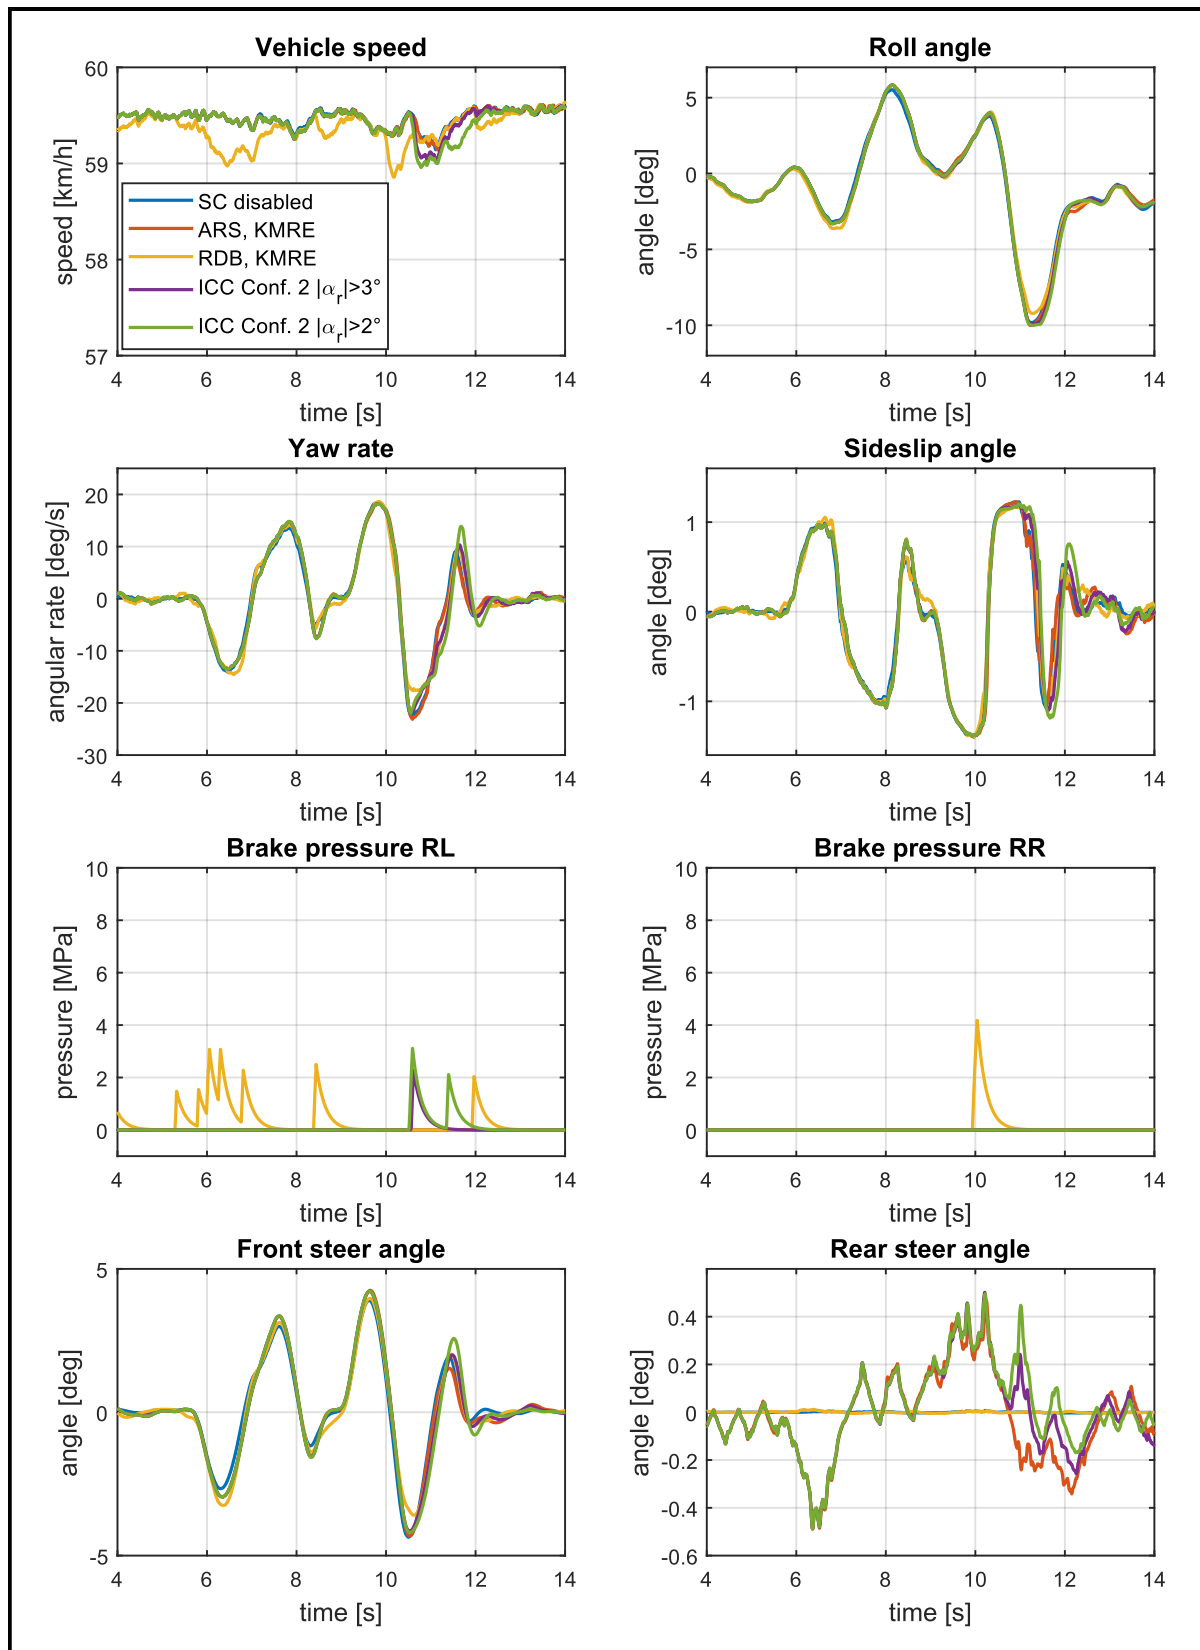 Vehicle speed
60
59
58
57
speed [km/h]
SC disabled
ARS, KMRE
RDB, KMRE
ICC Conf. 2 |αr|>3°
ICC Conf. 2 |αr|>2°
4 6 8 10 12 14
time [s]
Roll angle
5
0
-5
-10
angle [deg]
4 6 8 10 12 14
time [s]
Yaw rate
20
10
0
-10
-20
-30
angular rate [deg/s]
4 6 8 10 12 14
time [s]
Sideslip angle
1
0
-1
angle [deg]
4 6 8 10 12 14
time [s]
Brake pressure RL
10
8
6
4
2
0
pressure [MPa]
4 6 8 10 12 14
time [s]
Brake pressure RR
10
8
6
4
2
0
pressure [MPa]
4 6 8 10 12 14
time [s]
Front steer angle
5
0
-5
angle [deg]
4 6 8 10 12 14
time [s]
Rear steer angle
0.4
0.2
0
-0.2
-0.4
-0.6
angle [deg]
4 6 8 10 12 14
time [s]